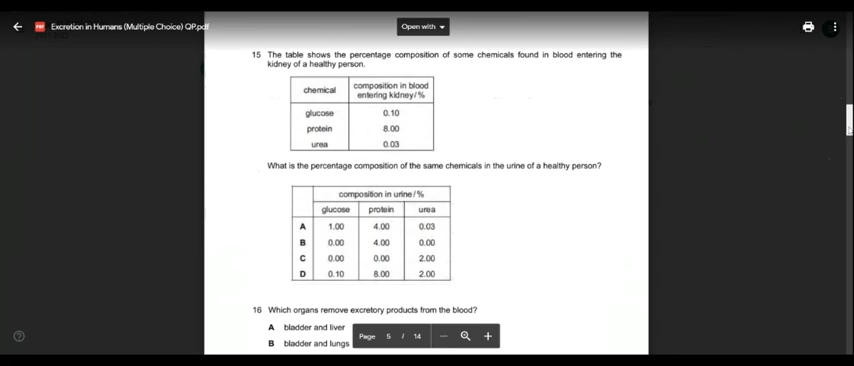 Excretion in Humans (Multiple Choice) QP.pdf
Open with
15 The table shows the percentage composition of some chemicals found in blood entering the
kidney of a healthy person.
chemical composition in blood
entering kidney/%
glucose 0.10
protein 8.00
urea 0.03
What is the percentage composition of the same chemicals in the urine of a healthy person?
composition in urine/%
glucose protein urea
A 1.00 4.00 0.03
B 0.00 4.00 0.00
C 0.00 0.00 2.00
D 0.10 8.00 2.00
16 Which organs remove excretory products from the blood?
A bladder and liver
B bladder and lungs
Page 5 / 14